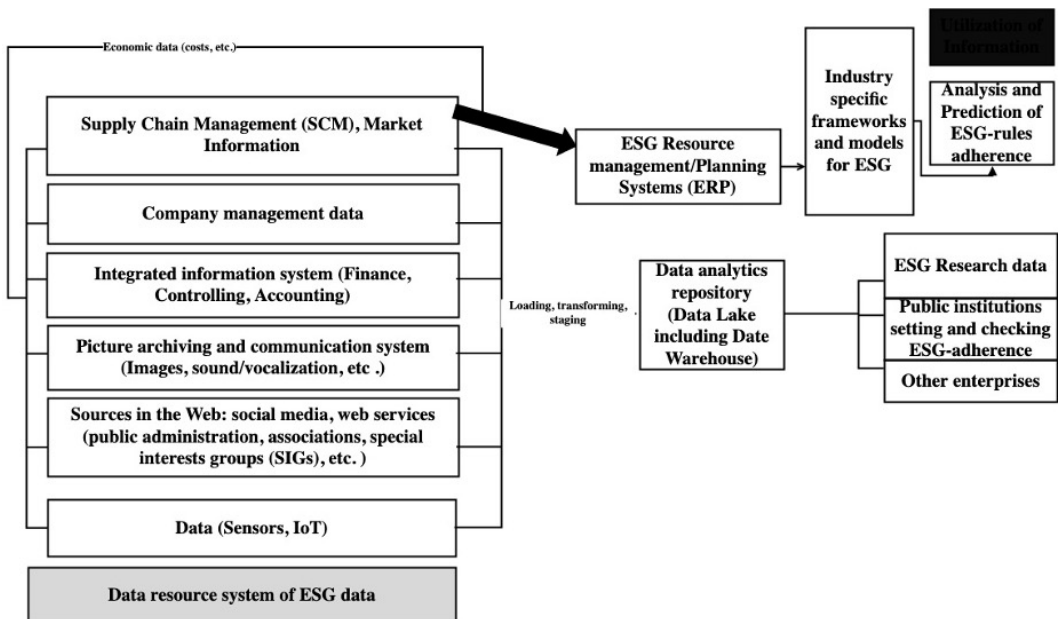 Economic data (costs, etc.)
Supply Chain Management (SCM), Market
Information
Company management data
Integrated information system (Finance,
Controlling, Accounting)
Picture archiving and communication system
(Images, sound/vocalization, etc .)
Sources in the Web: social media, web services
(public administration, associations, special
interests groups (SIGs), etc. )
Data (Sensors, IoT)
Data resource system of ESG data
Loading, transforming,
staging
ESG Resource
management/Planning
Systems (ERP)
Data analytics
repository
(Data Lake
including Date
Warehouse)
Industry
specific
frameworks
and models
for ESG
Utilization of
Information
Analysis and
Prediction of
ESG-rules
adherence
ESG Research data
Public institutions
setting and checking
ESG-adherence
Other enterprises